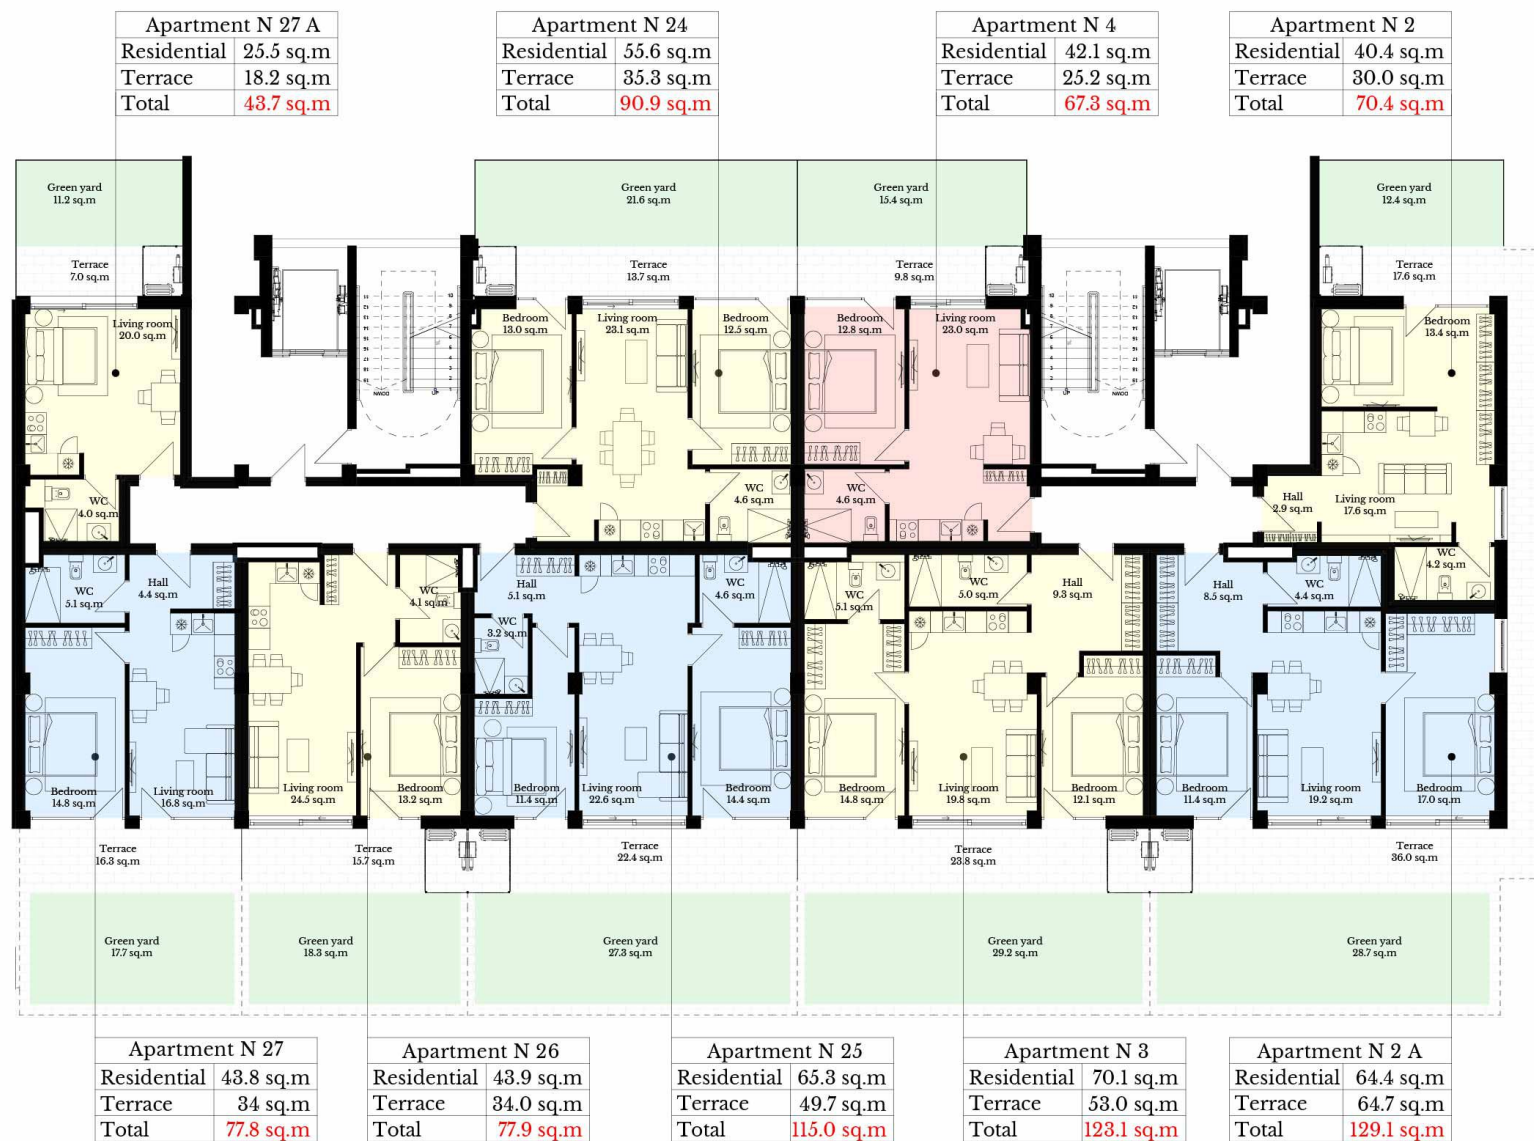 Apartment N 27 A
Residential 25.5 sq.m
Terrace 18.2 sq.m
Total 43.7 sq.m
Apartment N 24
Residential 55.6 sq.m
Terrace 35.3 sq.m
Total 90.9 sq.m
Apartment N 4
Residential 42.1 sq.m
Terrace 25.2 sq.m
Total 67.3 sq.m
Apartment N 2
Residential 40.4 sq.m
Terrace 30.0 sq.m
Total 70.4 sq.m
Green yard
11.2 sq.m
Green yard
21.6 sq.m
Green yard
15.4 sq.m
Green yard
12.4 sq.m
Terrace
7.0 sq.m
Terrace
13.7 sq.m
Terrace
9.8 sq.m
Terrace
17.6 sq.m
Living room
20.0 sq.m
Bedroom
13.0 sq.m
Living room
23.1 sq.m
Bedroom
12.5 sq.m
Bedroom
12.8 sq.m
Living room
23.0 sq.m
Bedroom
13.4 sq.m
DOWN
UP
UP
DOWN
WC
4.0 sq.m
WC
4.6 sq.m
WC
4.6 sq.m
Hall
2.9 sq.m
Living room
17.6 sq.m
WC
5.1 sq.m
Hall
4.4 sq.m
WC
4.1 sq.m
Hall
5.1 sq.m
WC
3.2 sq.m
WC
4.6 sq.m
WC
5.1 sq.m
WC
5.0 sq.m
Hall
9.3 sq.m
Hall
8.5 sq.m
WC
4.4 sq.m
WC
4.2 sq.m
Bedroom
14.8 sq.m
Living room
16.8 sq.m
Living room
24.5 sq.m
Bedroom
13.2 sq.m
Bedroom
11.4 sq.m
Living room
22.6 sq.m
Bedroom
14.4 sq.m
Bedroom
14.8 sq.m
Living room
19.8 sq.m
Bedroom
12.1 sq.m
Bedroom
11.4 sq.m
Living room
19.2 sq.m
Bedroom
17.0 sq.m
Terrace
16.3 sq.m
Terrace
15.7 sq.m
Terrace
22.4 sq.m
Terrace
23.8 sq.m
Terrace
36.0 sq.m
Green yard
17.7 sq.m
Green yard
18.3 sq.m
Green yard
27.3 sq.m
Green yard
29.2 sq.m
Green yard
28.7 sq.m
Apartment N 27
Residential 43.8 sq.m
Terrace 34 sq.m
Total 77.8 sq.m
Apartment N 26
Residential 43.9 sq.m
Terrace 34.0 sq.m
Total 77.9 sq.m
Apartment N 25
Residential 65.3 sq.m
Terrace 49.7 sq.m
Total 115.0 sq.m
Apartment N 3
Residential 70.1 sq.m
Terrace 53.0 sq.m
Total 123.1 sq.m
Apartment N 2 A
Residential 64.4 sq.m
Terrace 64.7 sq.m
Total 129.1 sq.m